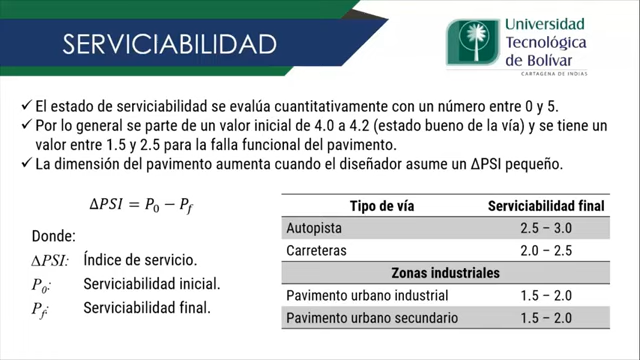 SERVICIABILIDAD
Universidad
Tecnológica
de Bolívar
CARTAGENA DE INDIAS
✓ El estado de serviciabilidad se evalúa cuantitativamente con un número entre 0 y 5.
✓ Por lo general se parte de un valor inicial de 4.0 a 4.2 (estado bueno de la vía) y se tiene un
valor entre 1.5 y 2.5 para la falla funcional del pavimento.
✓ La dimensión del pavimento aumenta cuando el diseñador asume un ΔPSI pequeño.
ΔPSI = P₀ − P_f
Donde:
ΔPSI: Índice de servicio.
P₀: Serviciabilidad inicial.
P_f: Serviciabilidad final.
Tipo de vía Serviciabilidad final
Autopista 2.5 – 3.0
Carreteras 2.0 – 2.5
Zonas industriales
Pavimento urbano industrial 1.5 – 2.0
Pavimento urbano secundario 1.5 – 2.0